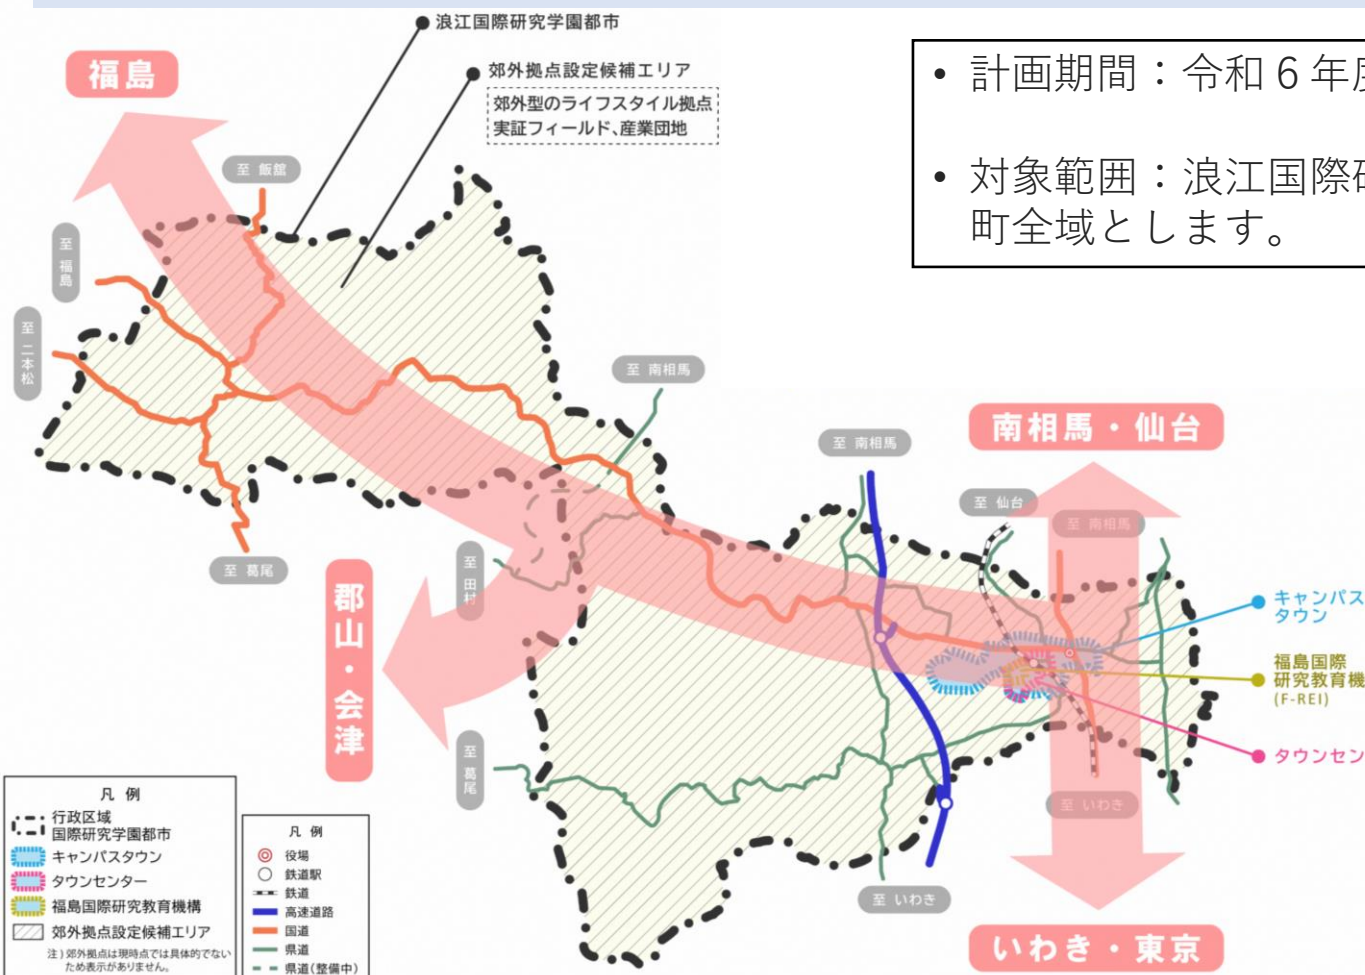 浪江国際研究学園都市
郊外拠点設定候補エリア
郊外型のライフスタイル拠点
実証フィールド、産業団地
福島
• 計画期間：令和６年度
• 対象範囲：浪江国際研
町全域とします。
至 飯舘
至 福島
至 二本松
至 南相馬
至 葛尾
至 田村
郡山・会津
至 葛尾
至 南相馬
南相馬・仙台
至 仙台
至 南相馬
キャンパス
タウン
福島国際
研究教育機
(F-REI)
タウンセン
至 いわき
至 いわき
いわき・東京
凡 例
行政区域
国際研究学園都市
キャンパスタウン
タウンセンター
福島国際研究教育機構
郊外拠点設定候補エリア
注）郊外拠点は現時点では具体的でない
ため表示がありません。
凡 例
役場
鉄道駅
鉄道
高速道路
国道
県道
県道(整備中)